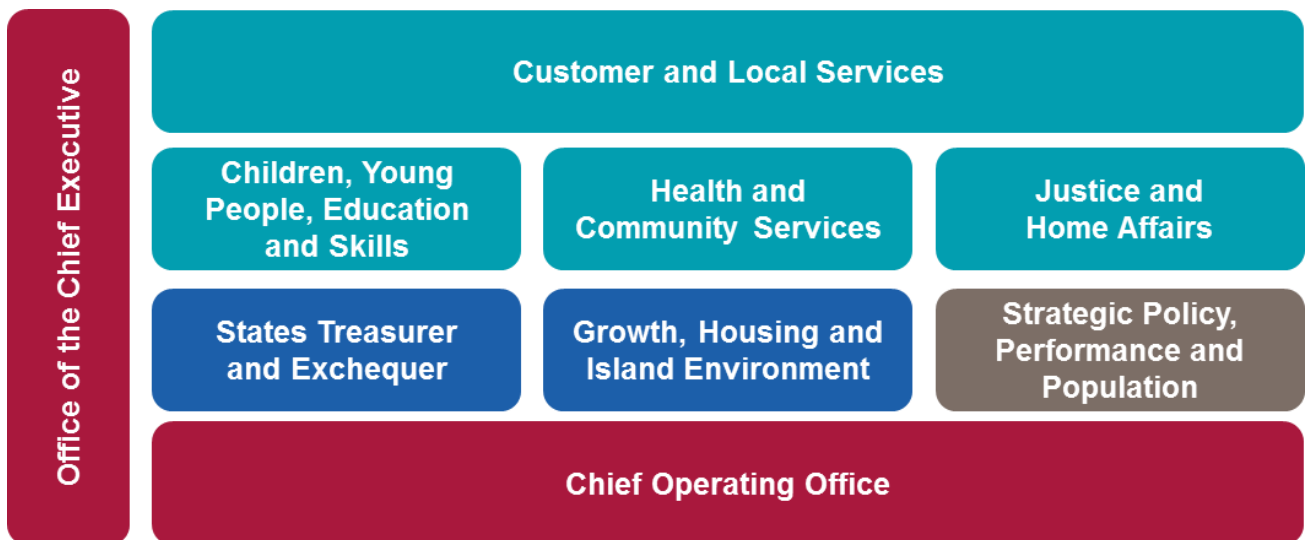 Office of the Chief Executive
Customer and Local Services
Children, Young
People, Education
and Skills
Health and
Community Services
Justice and
Home Affairs
States Treasurer
and Exchequer
Growth, Housing and
Island Environment
Strategic Policy,
Performance and
Population
Chief Operating Office